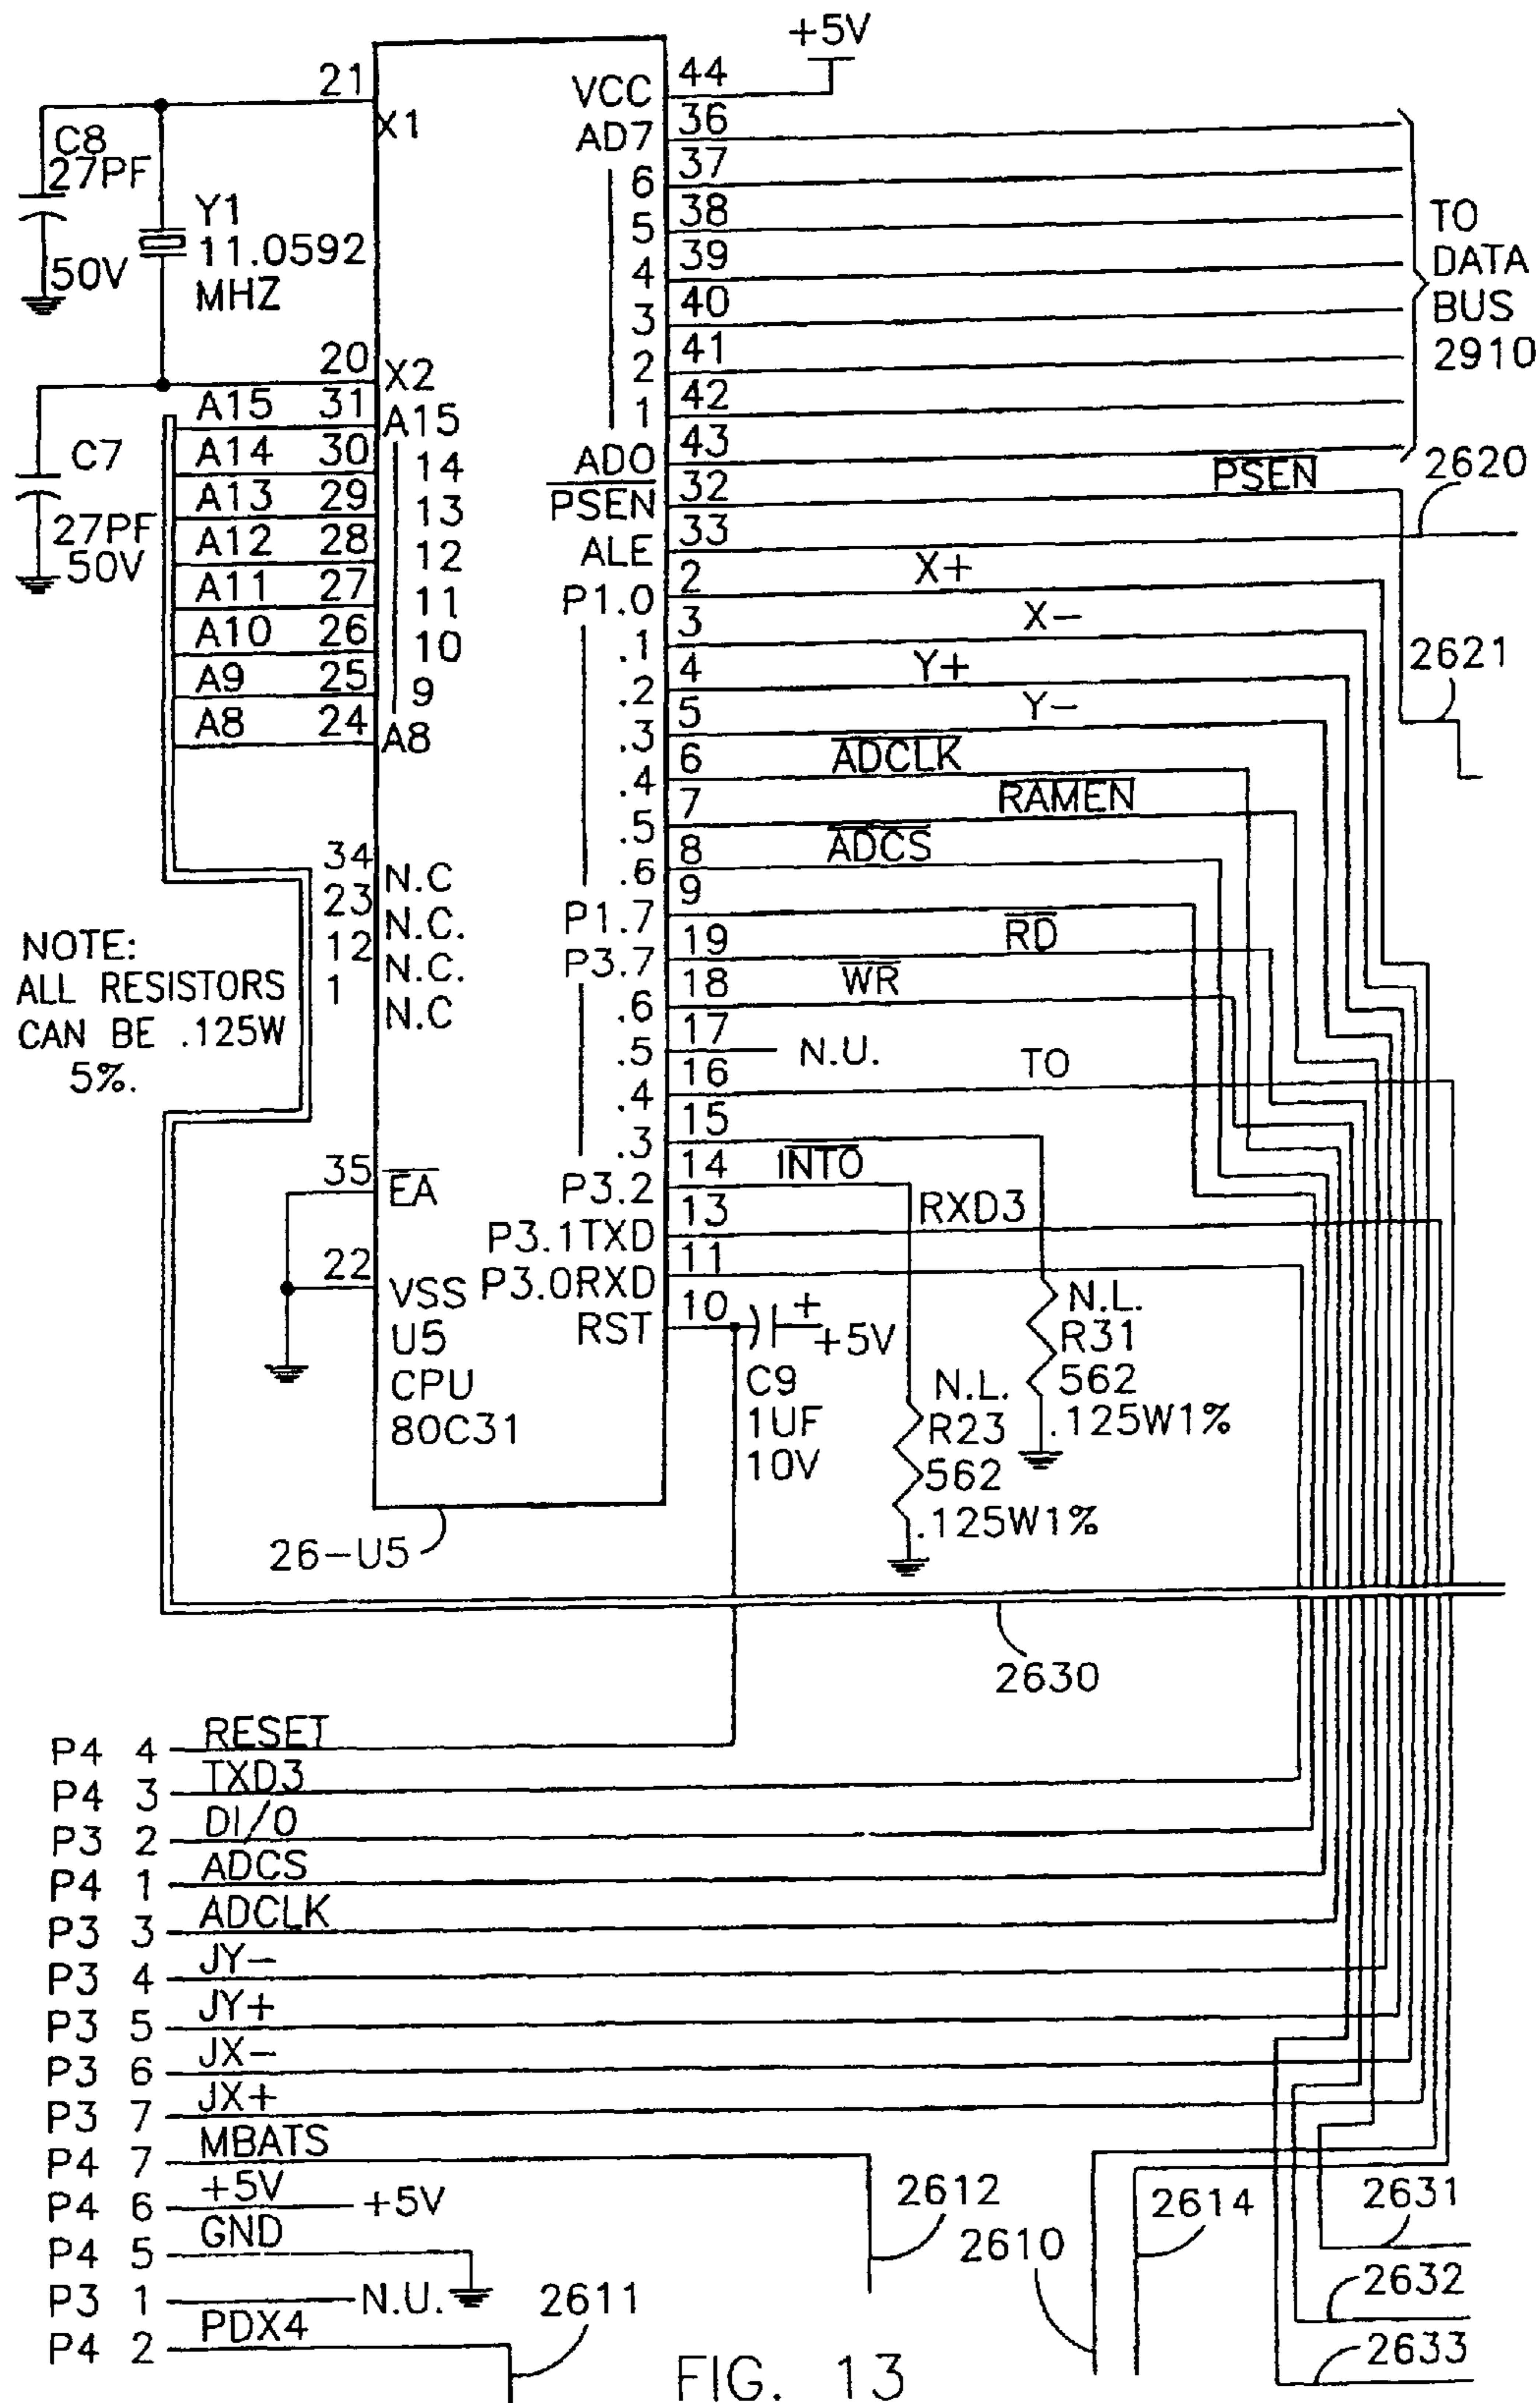 +5V
21
X1
VCC
44
C8
27PF
50V
Y1
11.0592
MHZ
AD7
36
6
37
5
38
4
39
3
40
2
41
1
42
AD0
43
TO
DATA
BUS
2910
20
X2
A15 31 A15
A14 30 14
A13 29 13
A12 28 12
A11 27 11
A10 26 10
A9 25 9
A8 24 A8
C7
27PF
50V
PSEN 32 PSEN
2620
ALE 33
P1.0 2 X+
.1 3 X-
.2 4 Y+
.3 5 Y-
2621
.4 6 ADCLK
.5 7 RAMEN
.6 8 ADCS
P1.7 9
34 N.C
23 N.C.
12 N.C.
1 N.C
NOTE:
ALL RESISTORS
CAN BE .125W
5%.
P3.7 19 RD
.6 18 WR
.5 17 N.U.
.4 16 TO
.3 15
P3.2 14 INTO
P3.1TXD 13 RXD3
P3.0RXD 11
RST 10
35 EA
22 VSS
U5
CPU
80C31
+
+5V
C9
1UF
10V
N.L.
R31
562
.125W1%
N.L.
R23
562
.125W1%
26-U5
2630
P4 4 RESET
P4 3 TXD3
P3 2 DI/O
P4 1 ADCS
P3 3 ADCLK
P3 4 JY-
P3 5 JY+
P3 6 JX-
P3 7 JX+
P4 7 MBATS
P4 6 +5V +5V
P4 5 GND
P3 1 N.U.
P4 2 PDX4
2611
2612
2610
2614
2631
2632
2633
FIG. 13